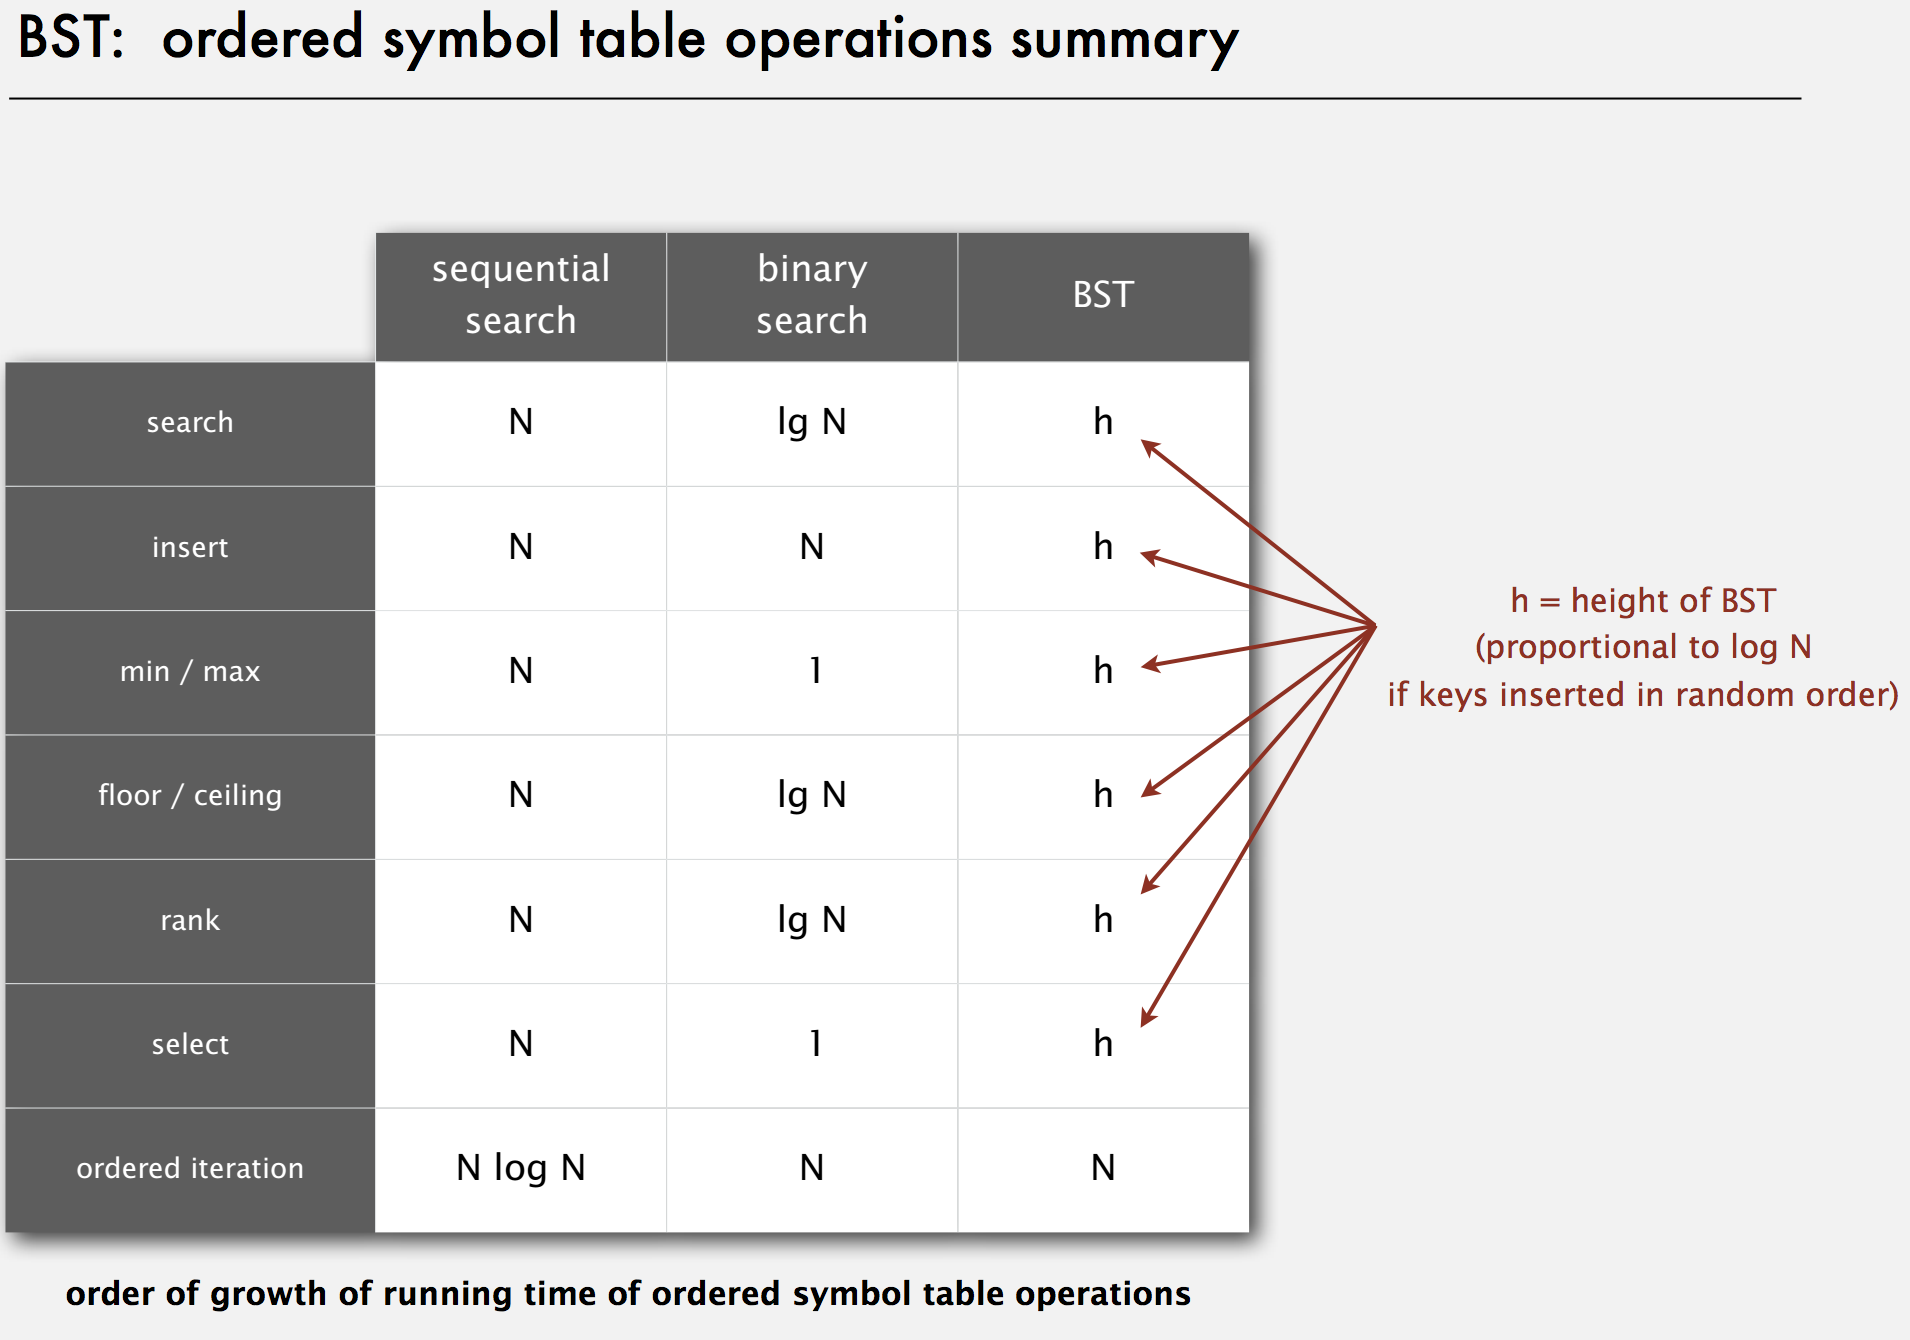 BST: ordered symbol table operations summary
sequential
search
binary
search
BST
search N lg N h
insert N N h
min / max N 1 h
floor / ceiling N lg N h
rank N lg N h
select N 1 h
ordered iteration N log N N N
h = height of BST
(proportional to log N
if keys inserted in random order)
order of growth of running time of ordered symbol table operations